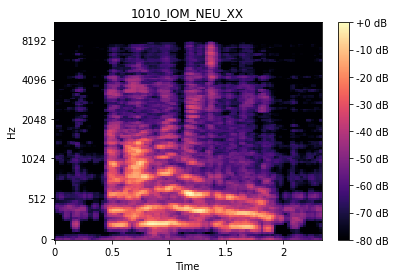 1010_IOM_NEU_XX
8192
4096
2048
1024
512
0
Hz
0
0.5
1
1.5
2
Time
+0 dB
-10 dB
-20 dB
-30 dB
-40 dB
-50 dB
-60 dB
-70 dB
-80 dB